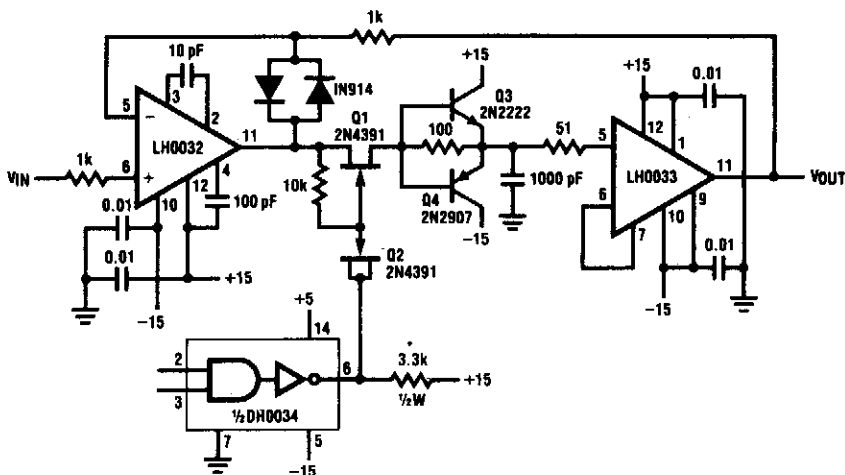 1k
10 pF
3
2
5
−
IN914
+15
Q3
2N2222
Q1
2N4391
+15
0.01
12
1
11
LH0032
100
51
5
LH0033
11
VOUT
1k
VIN
6
+
12
4
10
100 pF
10k
Q4
2N2907
−15
1000 pF
6
7
10
9
0.01
0.01
0.01
+15
−15
Q2
2N4391
−15
+5
14
2
3
6
3.3k
+15
½W
½DH0034
7
5
−15